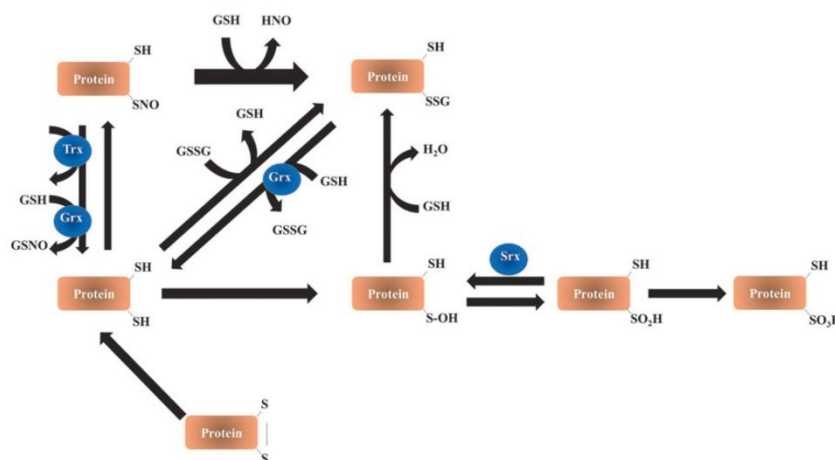 GSH HNO
SH
Protein
SNO
SH
Protein
SSG
Trx
GSH
Grx
GSNO
GSH
GSSG
Grx
GSH
GSSG
H₂O
GSH
SH
Protein
SH
SH
Protein
S-OH
Srx
SH
Protein
SO₂H
SH
Protein
S
Protein
S